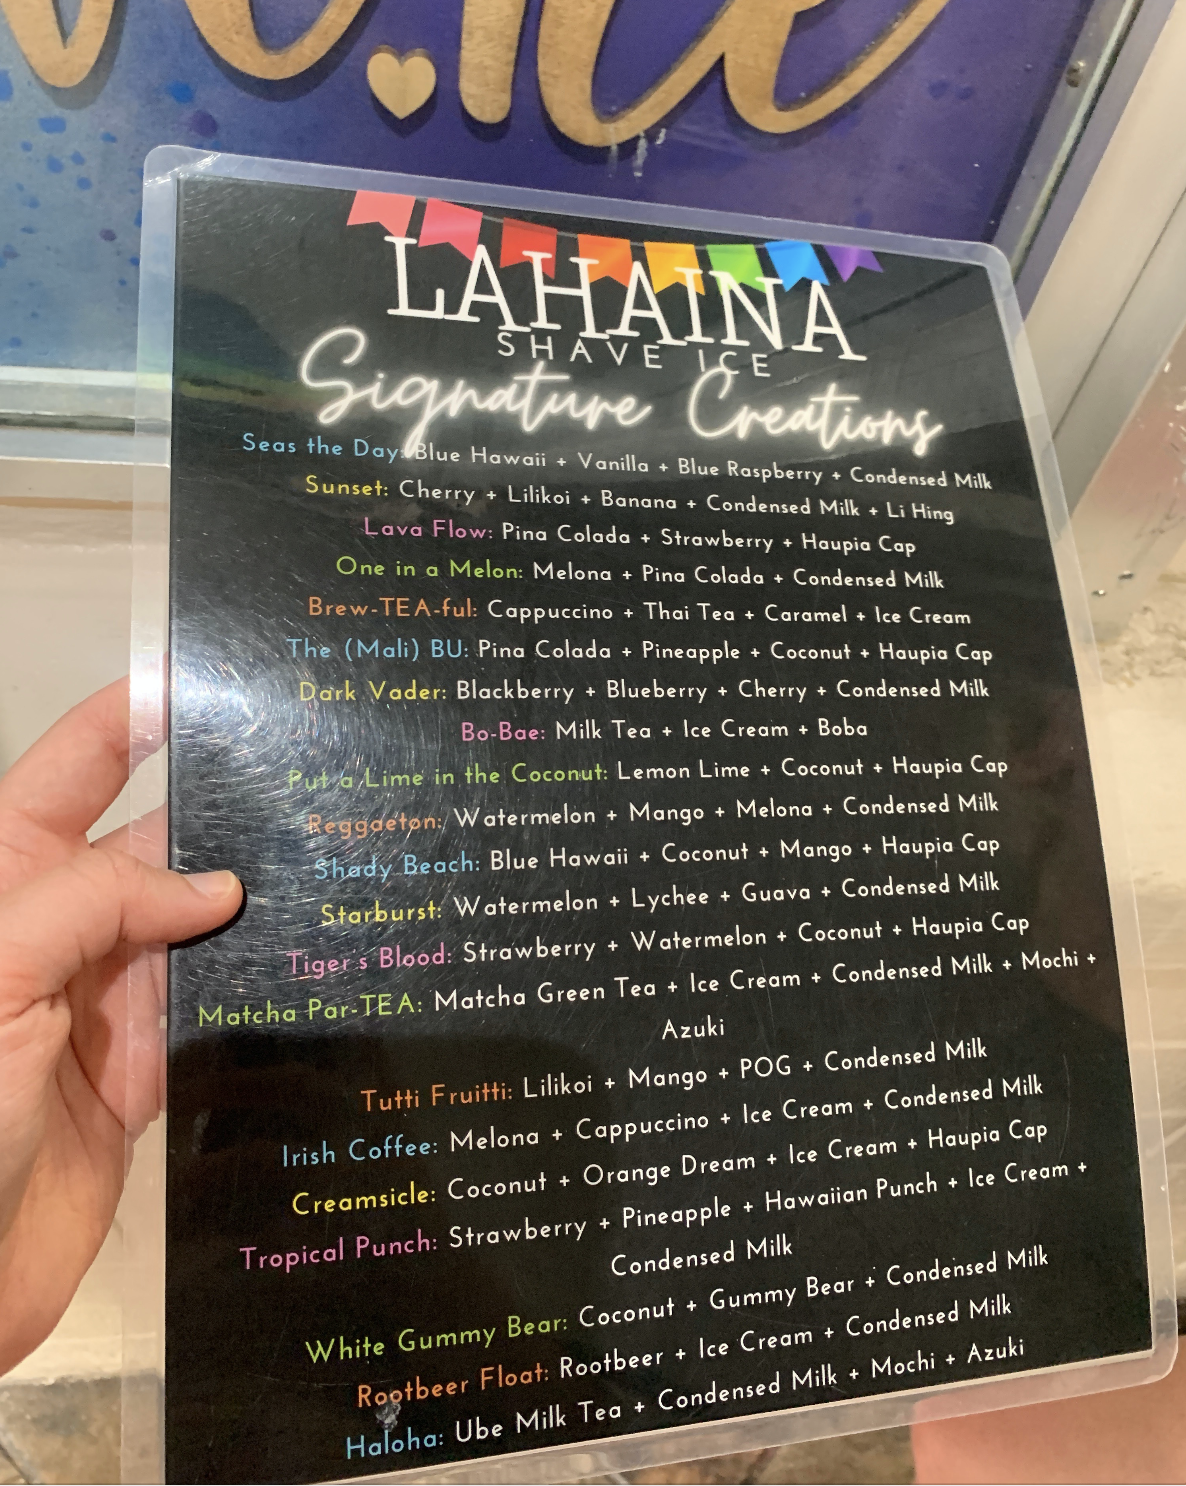 LAHAINA
SHAVE ICE
Signature Creations
Seas the Day: Blue Hawaii + Vanilla + Blue Raspberry + Condensed Milk
Sunset: Cherry + Lilikoi + Banana + Condensed Milk + Li Hing
Lava Flow: Pina Colada + Strawberry + Haupia Cap
One in a Melon: Melona + Pina Colada + Condensed Milk
Brew-TEA-ful: Cappuccino + Thai Tea + Caramel + Ice Cream
The (Mali) BU: Pina Colada + Pineapple + Coconut + Haupia Cap
Dark Vader: Blackberry + Blueberry + Cherry + Condensed Milk
Bo-Bae: Milk Tea + Ice Cream + Boba
Put a Lime in the Coconut: Lemon Lime + Coconut + Haupia Cap
Reggaeton: Watermelon + Mango + Melona + Condensed Milk
Shady Beach: Blue Hawaii + Coconut + Mango + Haupia Cap
Starburst: Watermelon + Lychee + Guava + Condensed Milk
Tiger's Blood: Strawberry + Watermelon + Coconut + Haupia Cap
Matcha Par-TEA: Matcha Green Tea + Ice Cream + Condensed Milk + Mochi +
Azuki
Tutti Fruitti: Lilikoi + Mango + POG + Condensed Milk
Irish Coffee: Melona + Cappuccino + Ice Cream + Condensed Milk
Creamsicle: Coconut + Orange Dream + Ice Cream + Haupia Cap
Tropical Punch: Strawberry + Pineapple + Hawaiian Punch + Ice Cream +
Condensed Milk
White Gummy Bear: Coconut + Gummy Bear + Condensed Milk
Rootbeer Float: Rootbeer + Ice Cream + Condensed Milk
Haloha: Ube Milk Tea + Condensed Milk + Mochi + Azuki